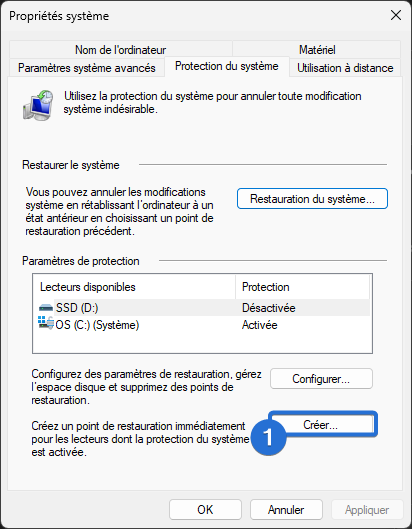 Propriétés système
Nom de l'ordinateur
Matériel
Paramètres système avancés
Protection du système
Utilisation à distance
Utilisez la protection du système pour annuler toute modification
système indésirable.
Restaurer le système
Vous pouvez annuler les modifications
système en rétablissant l'ordinateur à un
état antérieur en choisissant un point de
restauration précédent.
Restauration du système...
Paramètres de protection
Lecteurs disponibles
Protection
SSD (D:)
Désactivée
OS (C:) (Système)
Activée
Configurez des paramètres de restauration, gérez
l'espace disque et supprimez des points de
restauration.
Configurer...
Créez un point de restauration immédiatement
pour les lecteurs dont la protection du système
est activée.
1
Créer...
OK
Annuler
Appliquer